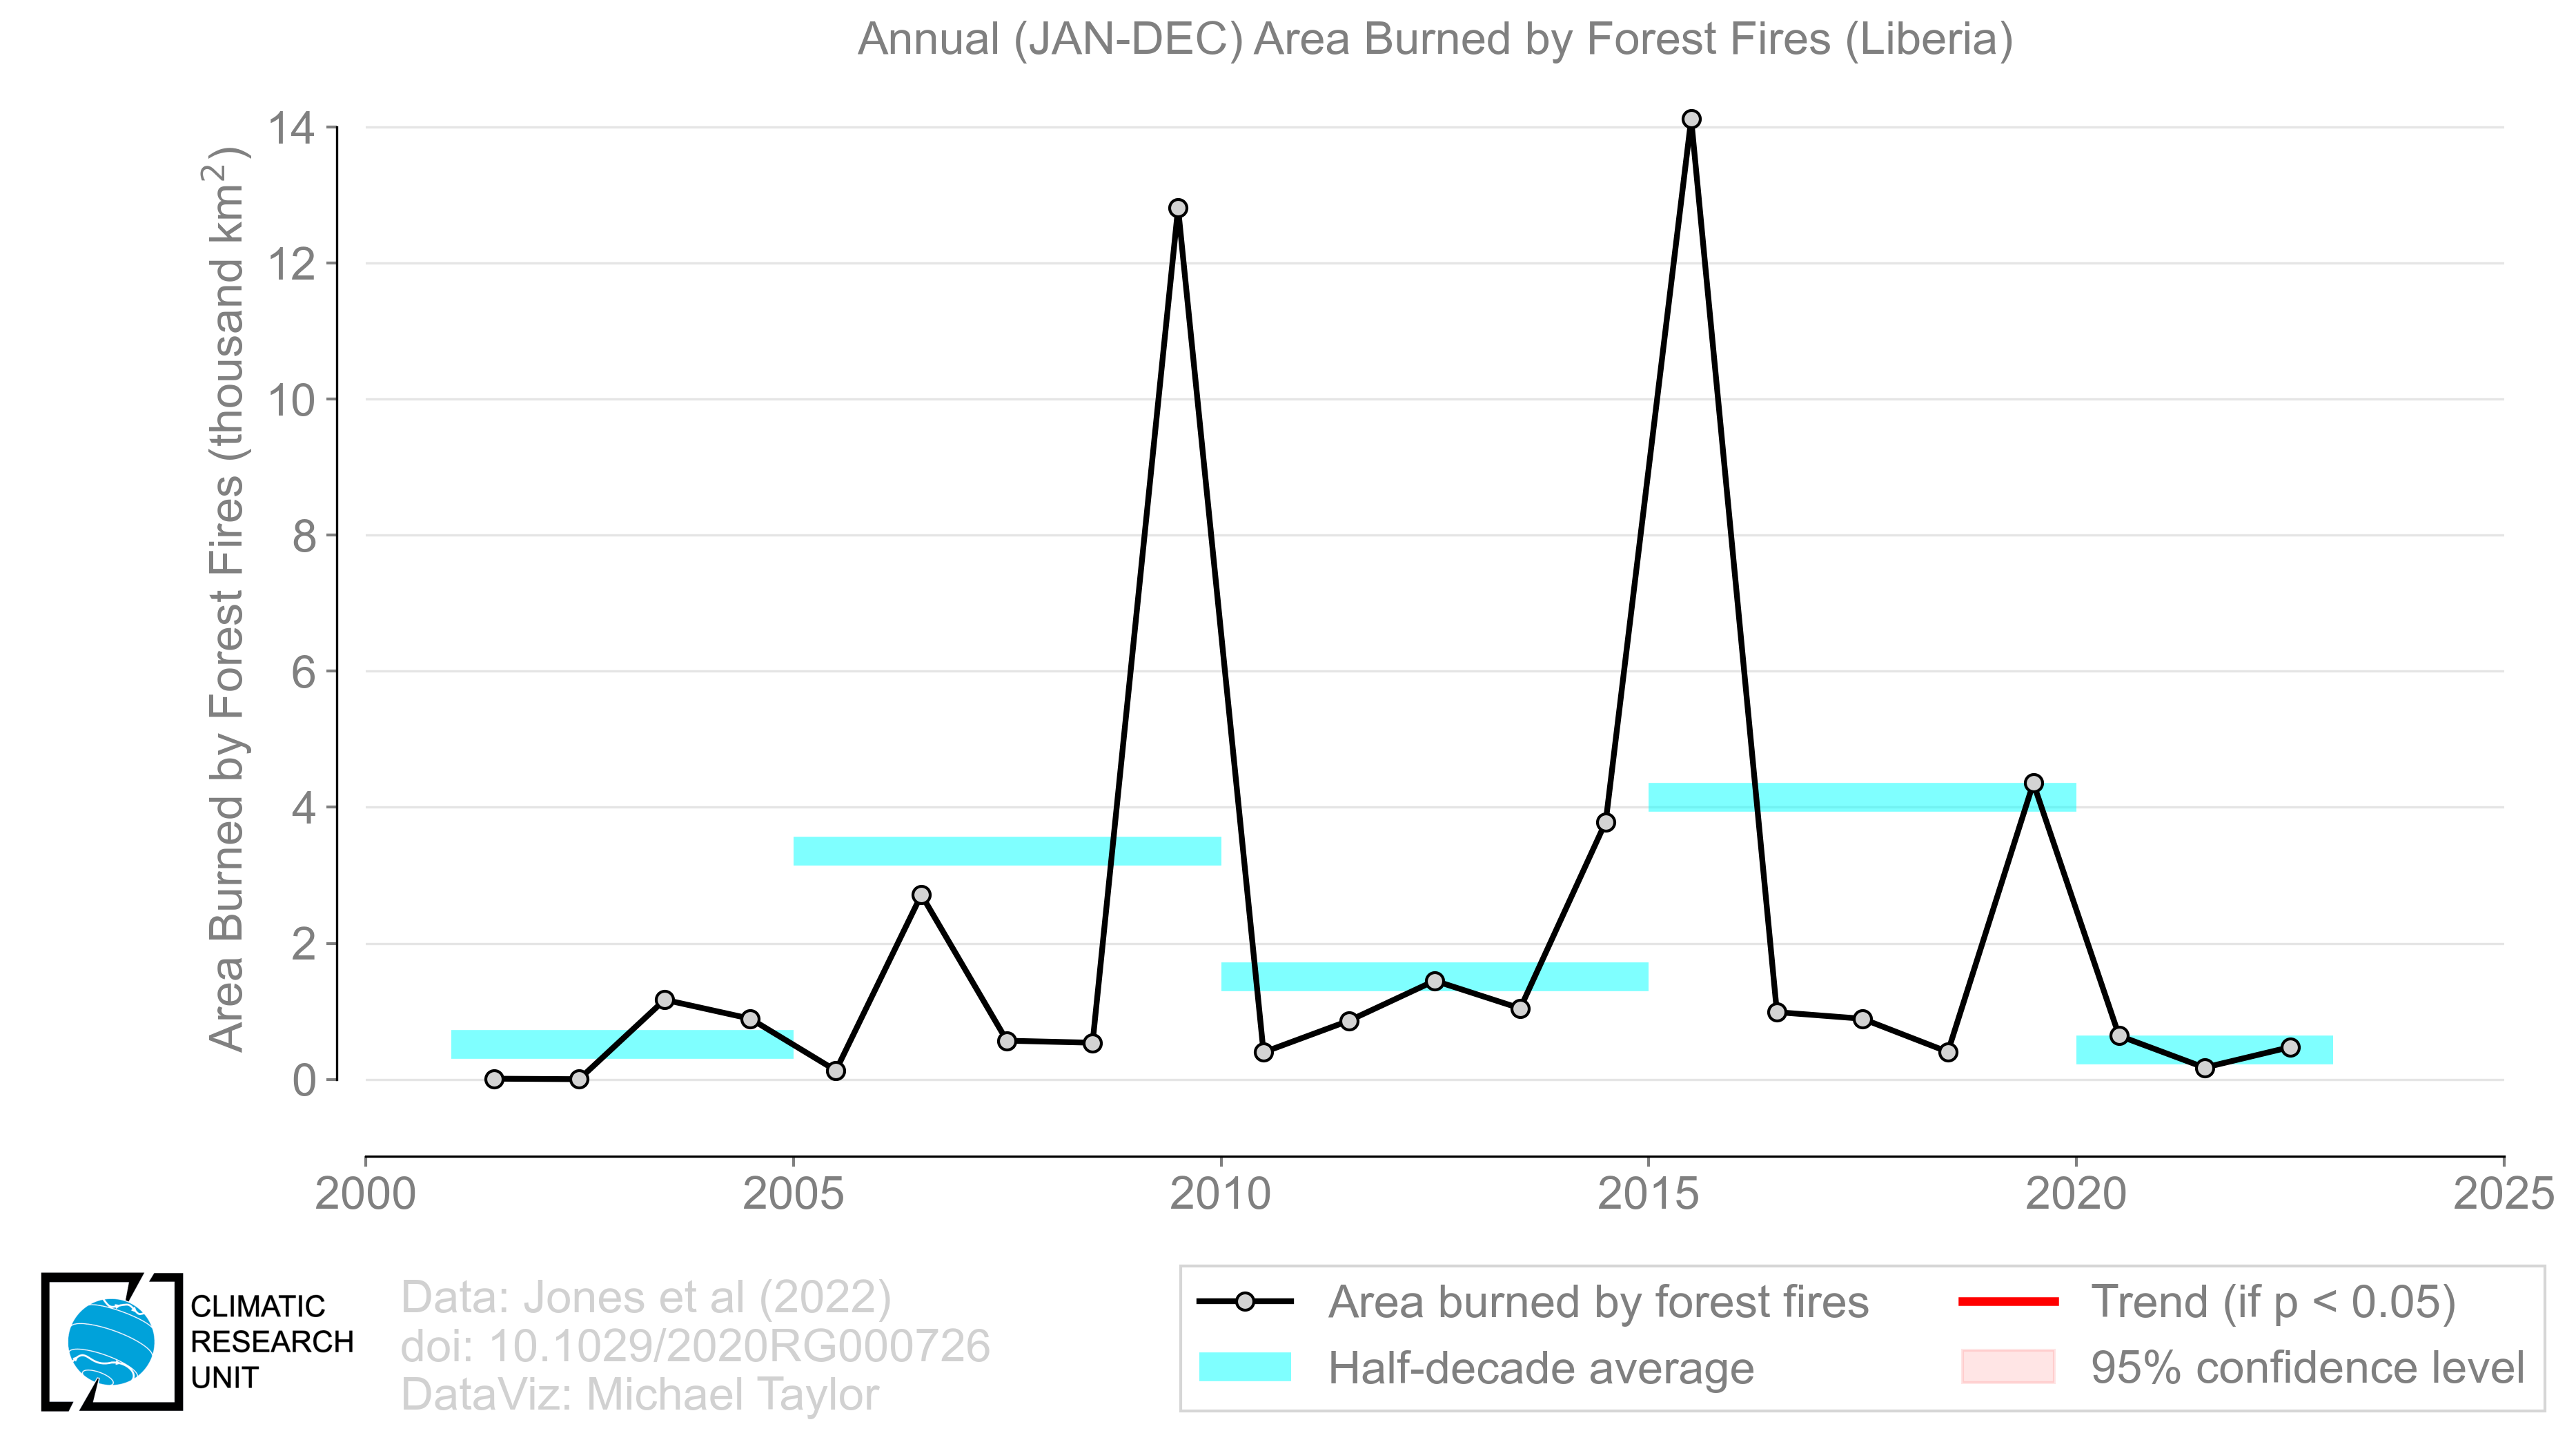 Annual (JAN-DEC) Area Burned by Forest Fires (Liberia)
Area Burned by Forest Fires (thousand km²)
14
12
10
8
6
4
2
0
2000
2005
2010
2015
2020
2025
CLIMATIC
RESEARCH
UNIT
Data: Jones et al (2022)
doi: 10.1029/2020RG000726
DataViz: Michael Taylor
Area burned by forest fires
Half-decade average
Trend (if p < 0.05)
95% confidence level